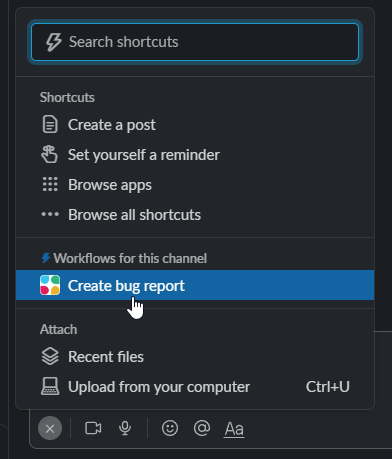 Search shortcuts
Shortcuts
Create a post
Set yourself a reminder
Browse apps
Browse all shortcuts
Workflows for this channel
Create bug report
Attach
Recent files
Upload from your computer Ctrl+U
@ Aa